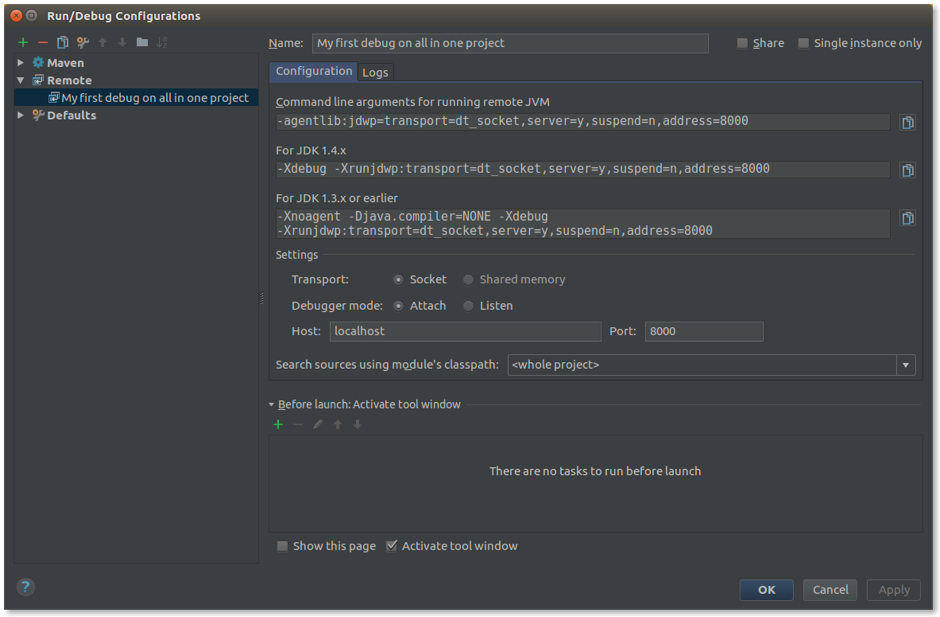 Run/Debug Configurations
Name: My first debug on all in one project Share Single instance only
Maven
Remote
My first debug on all in one project
Defaults
Configuration Logs
Command line arguments for running remote JVM
-agentlib:jdwp=transport=dt_socket,server=y,suspend=n,address=8000
For JDK 1.4.x
-Xdebug -Xrunjdwp:transport=dt_socket,server=y,suspend=n,address=8000
For JDK 1.3.x or earlier
-Xnoagent -Djava.compiler=NONE -Xdebug
-Xrunjdwp:transport=dt_socket,server=y,suspend=n,address=8000
Settings
Transport: Socket Shared memory
Debugger mode: Attach Listen
Host: localhost Port: 8000
Search sources using module's classpath: <whole project>
Before launch: Activate tool window
There are no tasks to run before launch
Show this page Activate tool window
? OK Cancel Apply